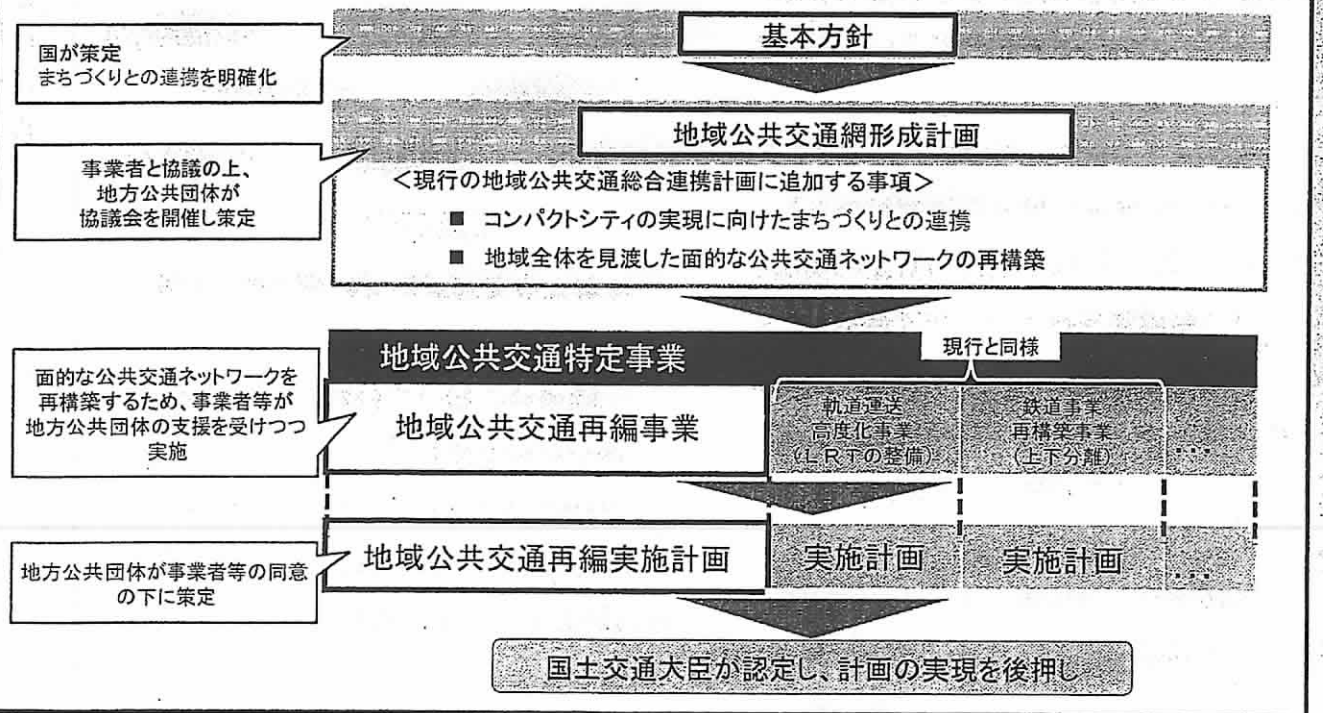 基本方針
国が策定
まちづくりとの連携を明確化
地域公共交通網形成計画
事業者と協議の上、
地方公共団体が
協議会を開催し策定
<現行の地域公共交通総合連携計画に追加する事項>
■ コンパクトシティの実現に向けたまちづくりとの連携
■ 地域全体を見渡した面的な公共交通ネットワークの再構築
地域公共交通特定事業
現行と同様
面的な公共交通ネットワークを
再構築するため、事業者等が
地方公共団体の支援を受けつつ
実施
地域公共交通再編事業
軌道運送
高度化事業
(LRTの整備)
鉄道事業
再構築事業
(上下分離)
…
地方公共団体が事業者等の同意
の下に策定
地域公共交通再編実施計画
実施計画
実施計画
…
国土交通大臣が認定し、計画の実現を後押し